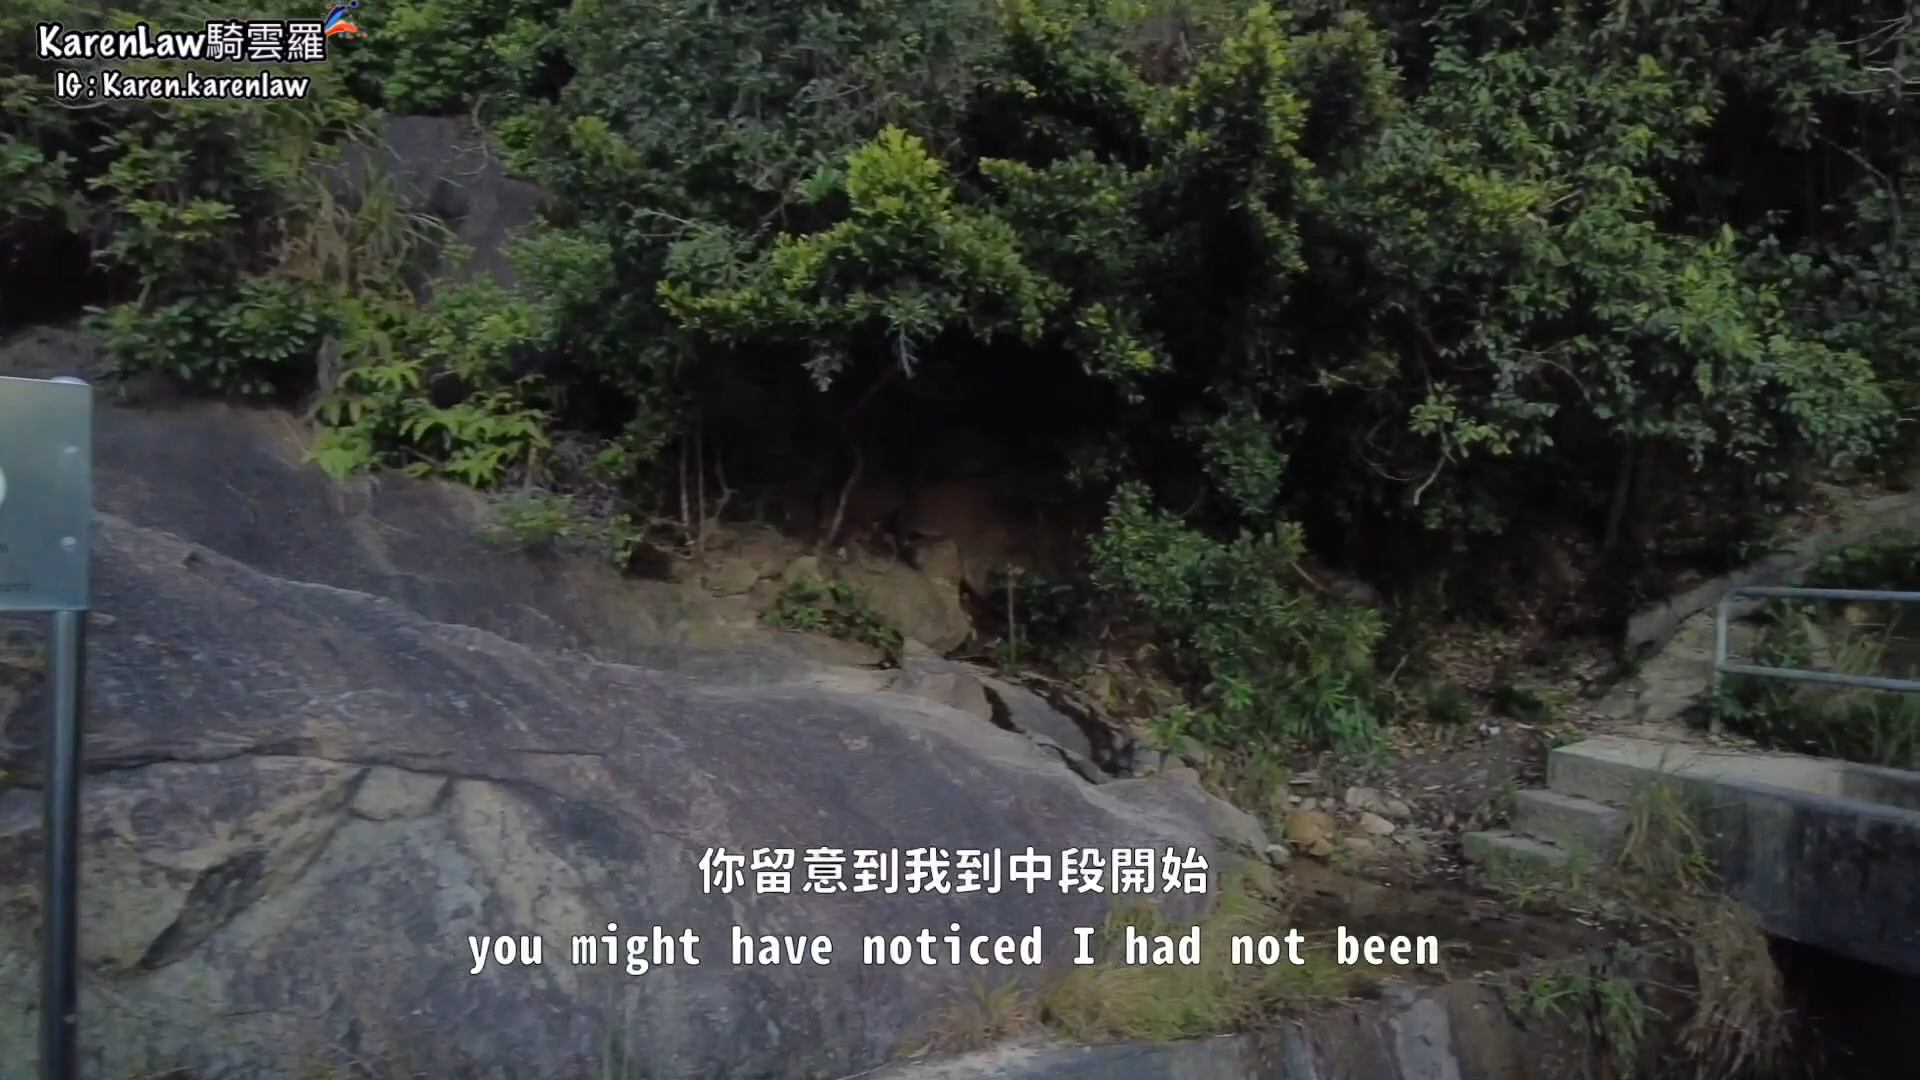 KarenLaw騎雲羅
IG : Karen.karenlaw
你留意到我到中段開始
you might have noticed I had not been